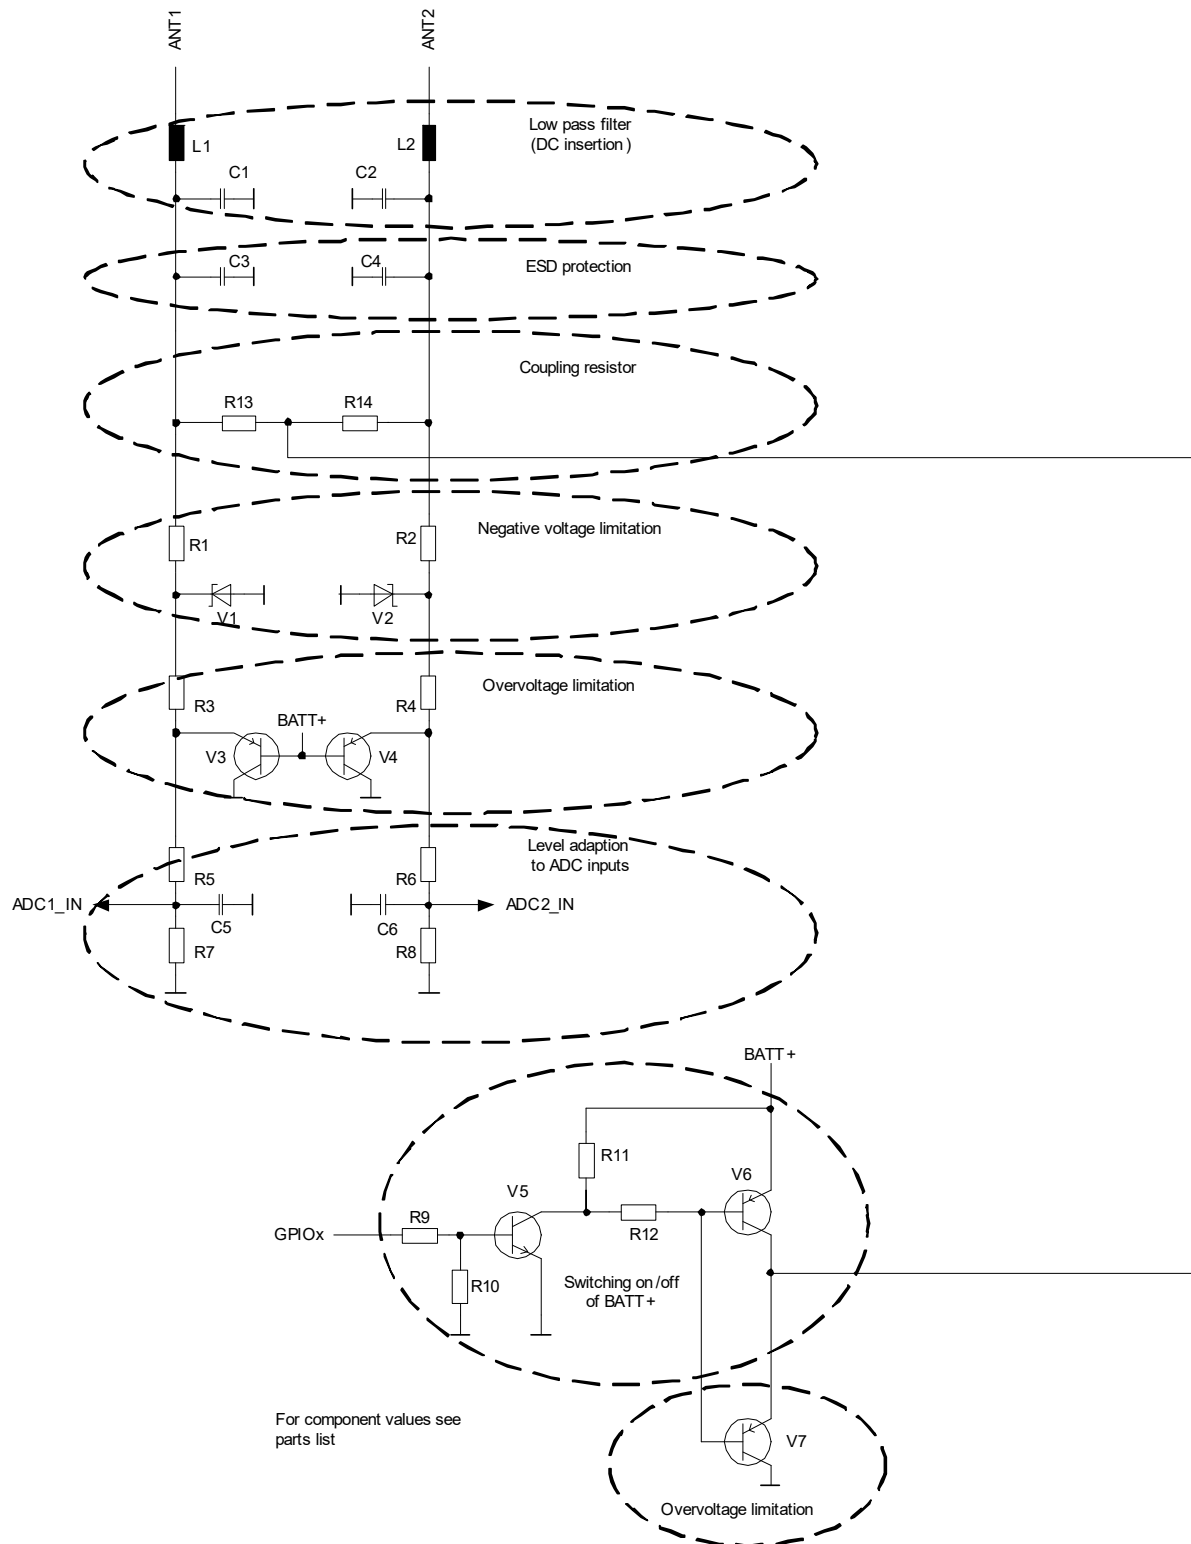 ANT1
ANT2
Low pass filter
(DC insertion)
L1
L2
C1
C2
C3
C4
ESD protection
Coupling resistor
R13
R14
Negative voltage limitation
R1
R2
V1
V2
Overvoltage limitation
R3
R4
BATT+
V3
V4
Level adaption
to ADC inputs
R5
R6
ADC1_IN
ADC2_IN
C5
C6
R7
R8
BATT+
R11
V6
V5
R9
GPIOx
R12
R10
Switching on/off
of BATT+
For component values see
parts list
V7
Overvoltage limitation